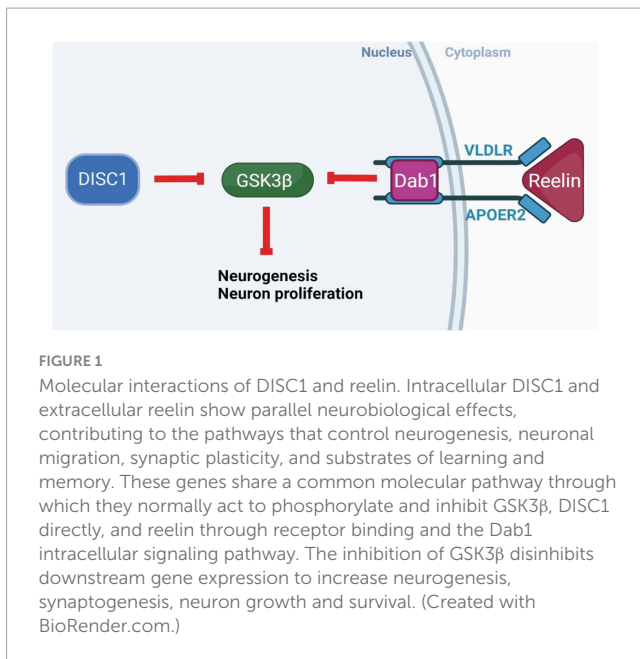 Nucleus Cytoplasm
VLDLR
DISC1 GSK3β Dab1 Reelin
APOER2
Neurogenesis
Neuron proliferation
FIGURE 1
Molecular interactions of DISC1 and reelin. Intracellular DISC1 and
extracellular reelin show parallel neurobiological effects,
contributing to the pathways that control neurogenesis, neuronal
migration, synaptic plasticity, and substrates of learning and
memory. These genes share a common molecular pathway through
which they normally act to phosphorylate and inhibit GSK3β, DISC1
directly, and reelin through receptor binding and the Dab1
intracellular signaling pathway. The inhibition of GSK3β disinhibits
downstream gene expression to increase neurogenesis,
synaptogenesis, neuron growth and survival. (Created with
BioRender.com.)